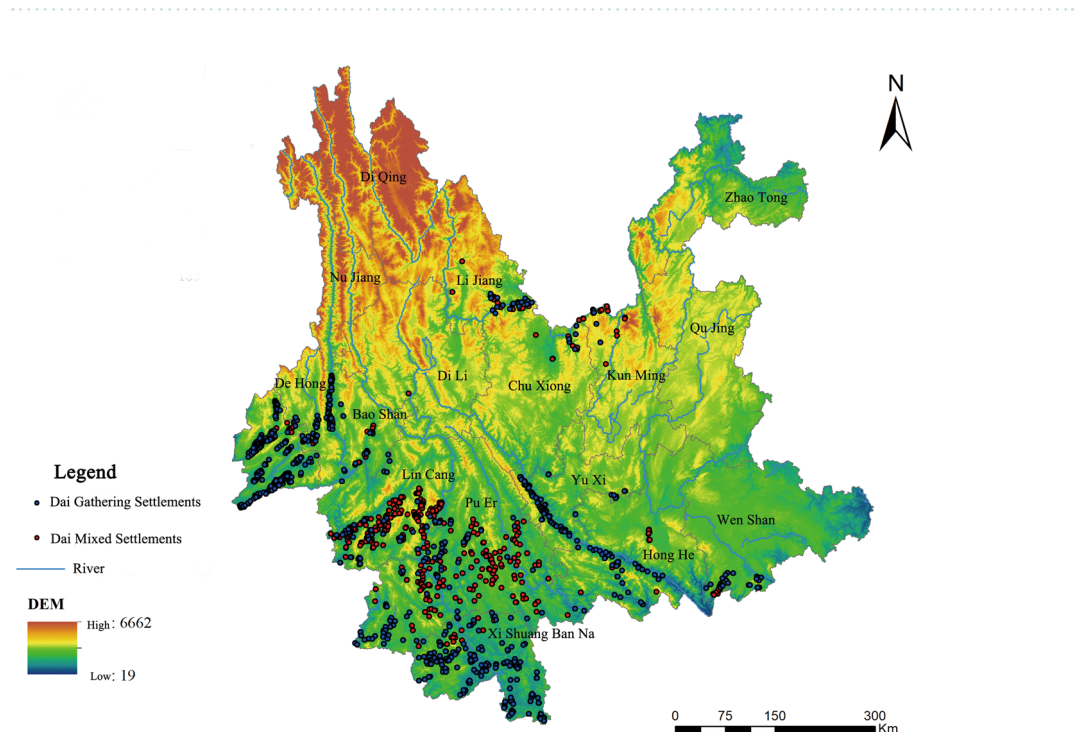 N
Di Qing
Zhao Tong
Nu Jiang
Li Jiang
Qu Jing
De Hong
Di Li
Chu Xiong
Kun Ming
Bao Shan
Lin Cang
Yu Xi
Pu Er
Wen Shan
Hong He
Xi Shuang Ban Na
Legend
Dai Gathering Settlements
Dai Mixed Settlements
River
DEM
High: 6662
Low: 19
0 75 150 300
Km